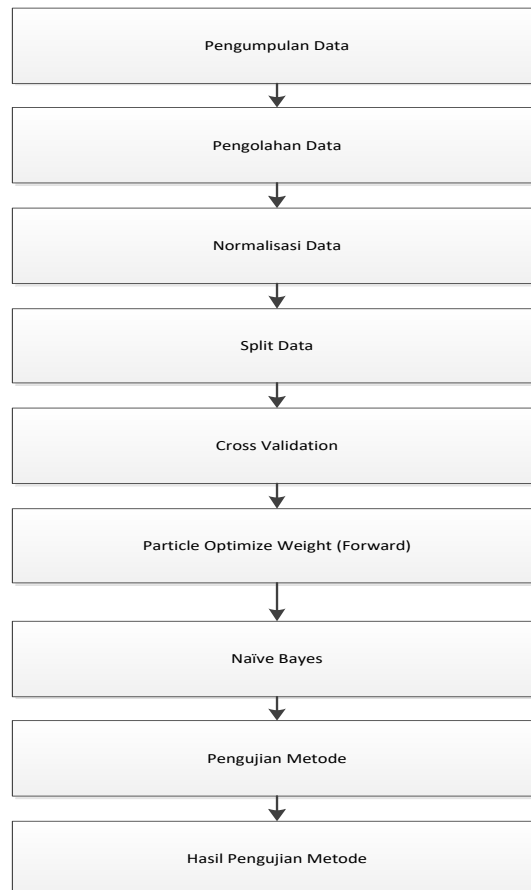 Pengumpulan Data
Pengolahan Data
Normalisasi Data
Split Data
Cross Validation
Particle Optimize Weight (Forward)
Naïve Bayes
Pengujian Metode
Hasil Pengujian Metode